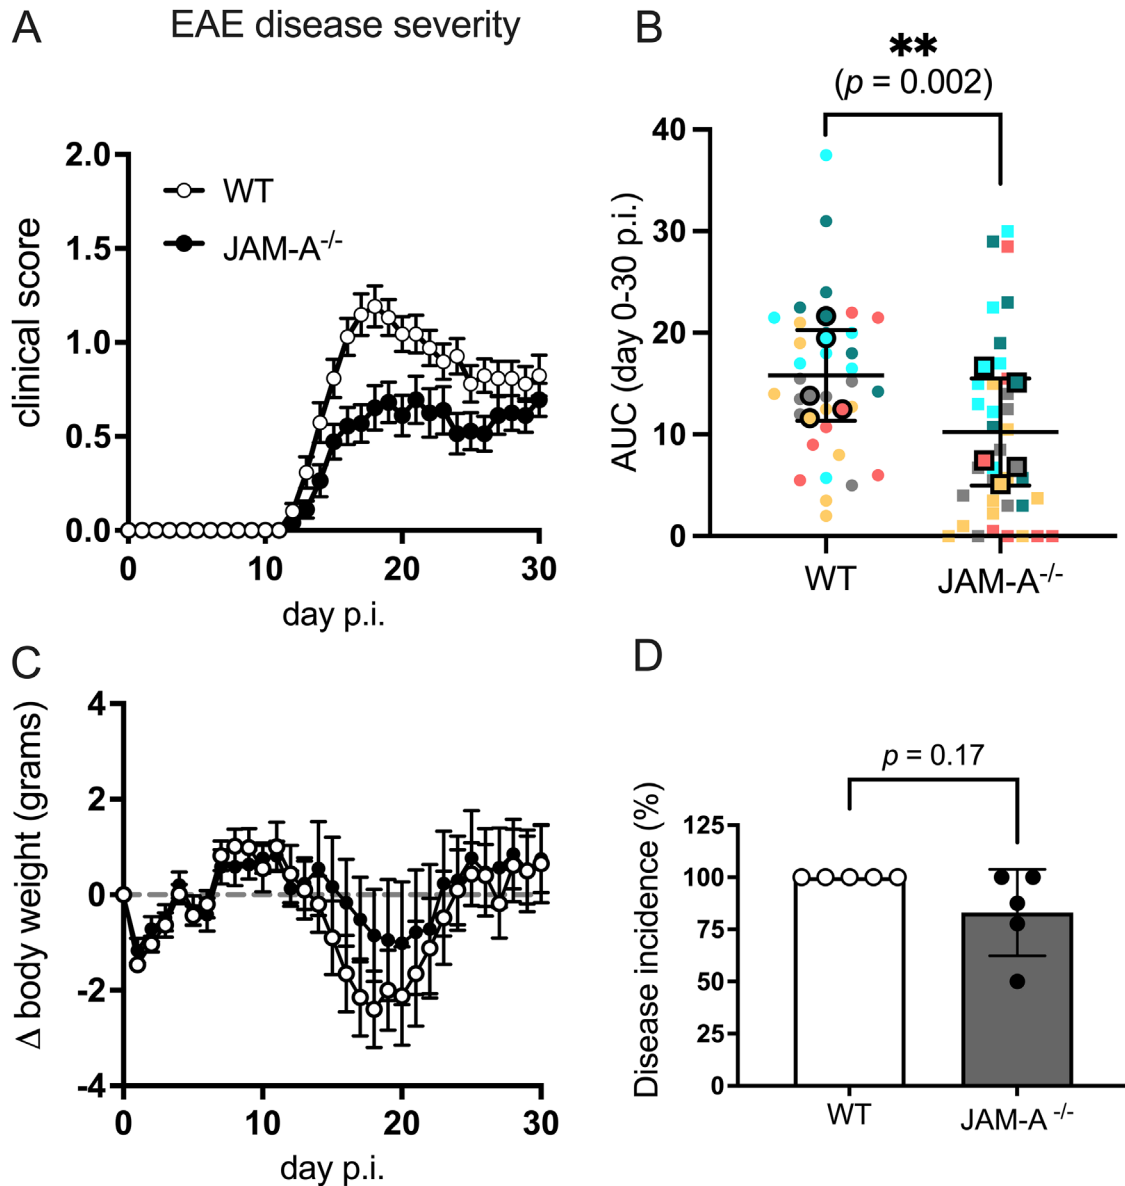 A
EAE disease severity
2.0
1.5
1.0
0.5
0.0
clinical score
WT
JAM-A-/-
0
10
20
30
day p.i.
B
**
(p = 0.002)
40
30
20
10
0
AUC (day 0-30 p.i.)
WT
JAM-A-/-
C
4
2
0
-2
-4
Δ body weight (grams)
0
10
20
30
day p.i.
D
p = 0.17
125
100
75
50
25
0
Disease incidence (%)
WT
JAM-A -/-